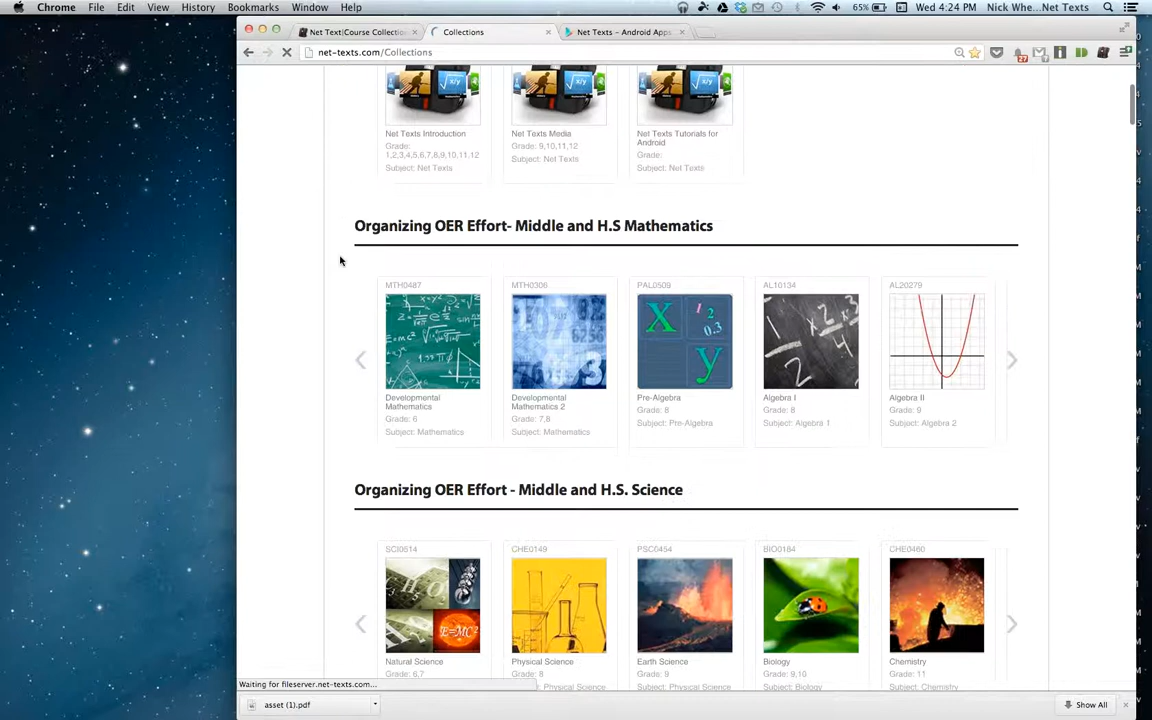 Chrome File Edit View History Bookmarks Window Help 65% Wed 4:24 PM Nick Whe...Net Texts
Net Text|Course Collection Collections Net Texts – Android Apps
net-texts.com/Collections
27
Net Texts Introduction Net Texts Media Net Texts Tutorials for
Android
Grade: Grade: 9,10,11,12 Grade:
1,2,3,4,5,6,7,8,9,10,11,12 Subject: Net Texts
Subject: Net Texts Subject: Net Texts
Organizing OER Effort- Middle and H.S Mathematics
MTH0487 MTH0306 PAL0509 AL10134 AL20279
Developmental Developmental Pre-Algebra Algebra I Algebra II
Mathematics Mathematics 2 Grade: 8 Grade: 8 Grade: 9
Grade: 6 Grade: 7,8 Subject: Pre-Algebra Subject: Algebra 1 Subject: Algebra 2
Subject: Mathematics Subject: Mathematics
Organizing OER Effort - Middle and H.S. Science
SCI0514 CHE0149 PSC0454 BIO0184 CHE0460
Natural Science Physical Science Earth Science Biology Chemistry
Grade: 6,7 Grade: 8 Grade: 9 Grade: 9,10 Grade: 11
Subject: Physical Science Subject: Physical Science Subject: Biology Subject: Chemistry
Waiting for fileserver.net-texts.com...
asset (1).pdf Show All